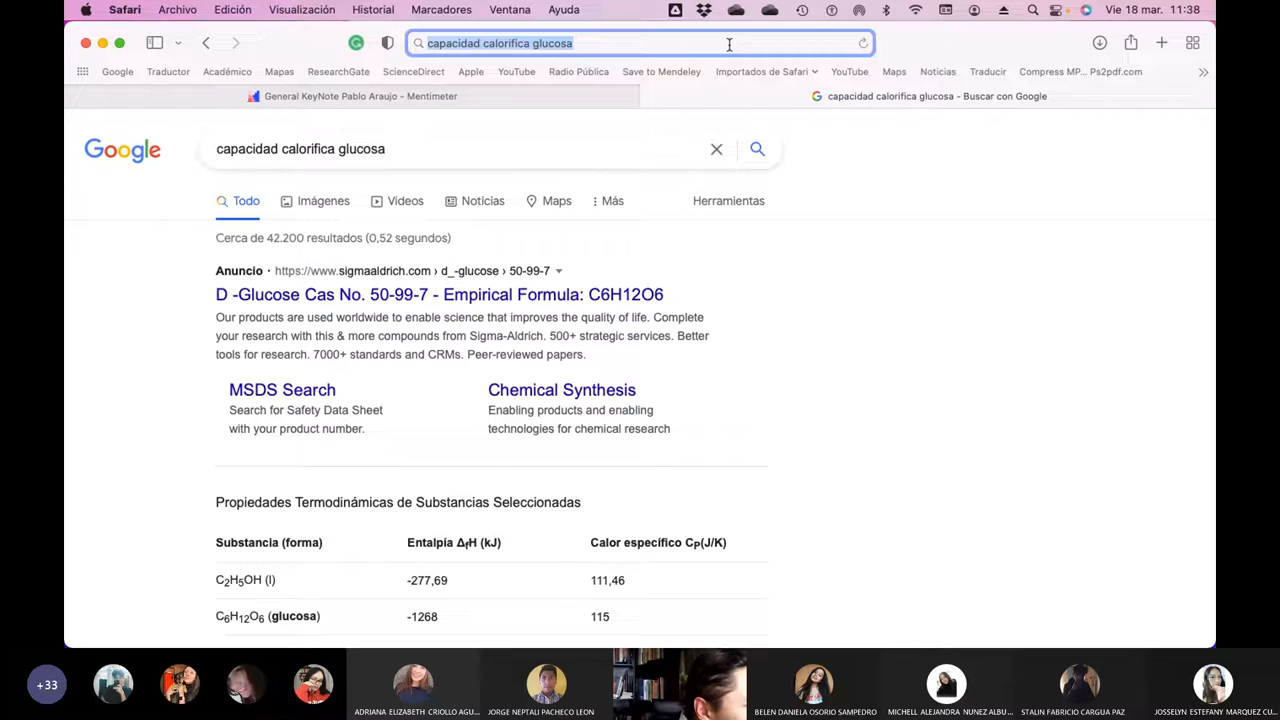 Safari Archivo Edición Visualización Historial Marcadores Ventana Ayuda Vie 18 mar. 11:38
capacidad calorifica glucosa
Google Traductor Académico Mapas ResearchGate ScienceDirect Apple YouTube Radio Pública Save to Mendeley Importados de Safari YouTube Maps Noticias Traducir Compress MP... Ps2pdf.com
General KeyNote Pablo Araujo - Mentimeter
capacidad calorifica glucosa - Buscar con Google
Google
capacidad calorifica glucosa
Todo Imágenes Videos Noticias Maps Más Herramientas
Cerca de 42.200 resultados (0,52 segundos)
Anuncio · https://www.sigmaaldrich.com › d_-glucose › 50-99-7
D -Glucose Cas No. 50-99-7 - Empirical Formula: C6H12O6
Our products are used worldwide to enable science that improves the quality of life. Complete
your research with this & more compounds from Sigma-Aldrich. 500+ strategic services. Better
tools for research. 7000+ standards and CRMs. Peer-reviewed papers.
MSDS Search
Search for Safety Data Sheet
with your product number.
Chemical Synthesis
Enabling products and enabling
technologies for chemical research
Propiedades Termodinámicas de Substancias Seleccionadas
Substancia (forma) Entalpía ΔfH (kJ) Calor específico CP(J/K)
C2H5OH (l) -277,69 111,46
C6H12O6 (glucosa) -1268 115
+33
ADRIANA ELIZABETH CRIOLLO AGU...
JORGE NEPTALI PACHECO LEON
BELEN DANIELA OSORIO SAMPEDRO
MICHELL ALEJANDRA NUNEZ ALBU...
STALIN FABRICIO CARGUA PAZ
JOSSELYN ESTEFANY MARQUEZ CU...